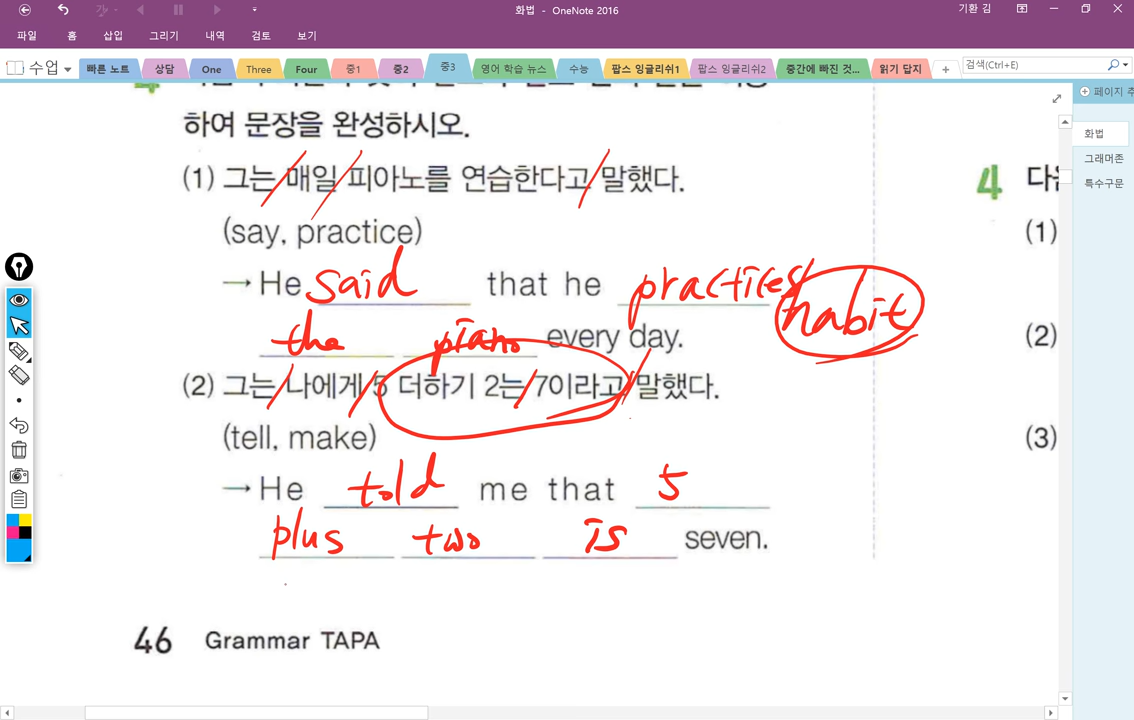 화법 - OneNote 2016
기환 김
파일 홈 삽입 그리기 내역 검토 보기
수업 빠른 노트 상담 One Three Four 중1 중2 중3 영어 학습 뉴스 수능 팝스 잉글리쉬1 팝스 잉글리쉬2 중간에 빠진 것... 읽기 답지 + 검색(Ctrl+E)
페이지 추
화법
그래머존
특수구문
하여 문장을 완성하시오.
(1) 그는 매일 피아노를 연습한다고 말했다.
(say, practice)
→ He said that he practices habit
the piano every day.
(2) 그는 나에게 5 더하기 2는 7이라고 말했다.
(tell, make)
→ He told me that 5
plus two is seven.
46 Grammar TAPA
4
(1)
(2)
(3)